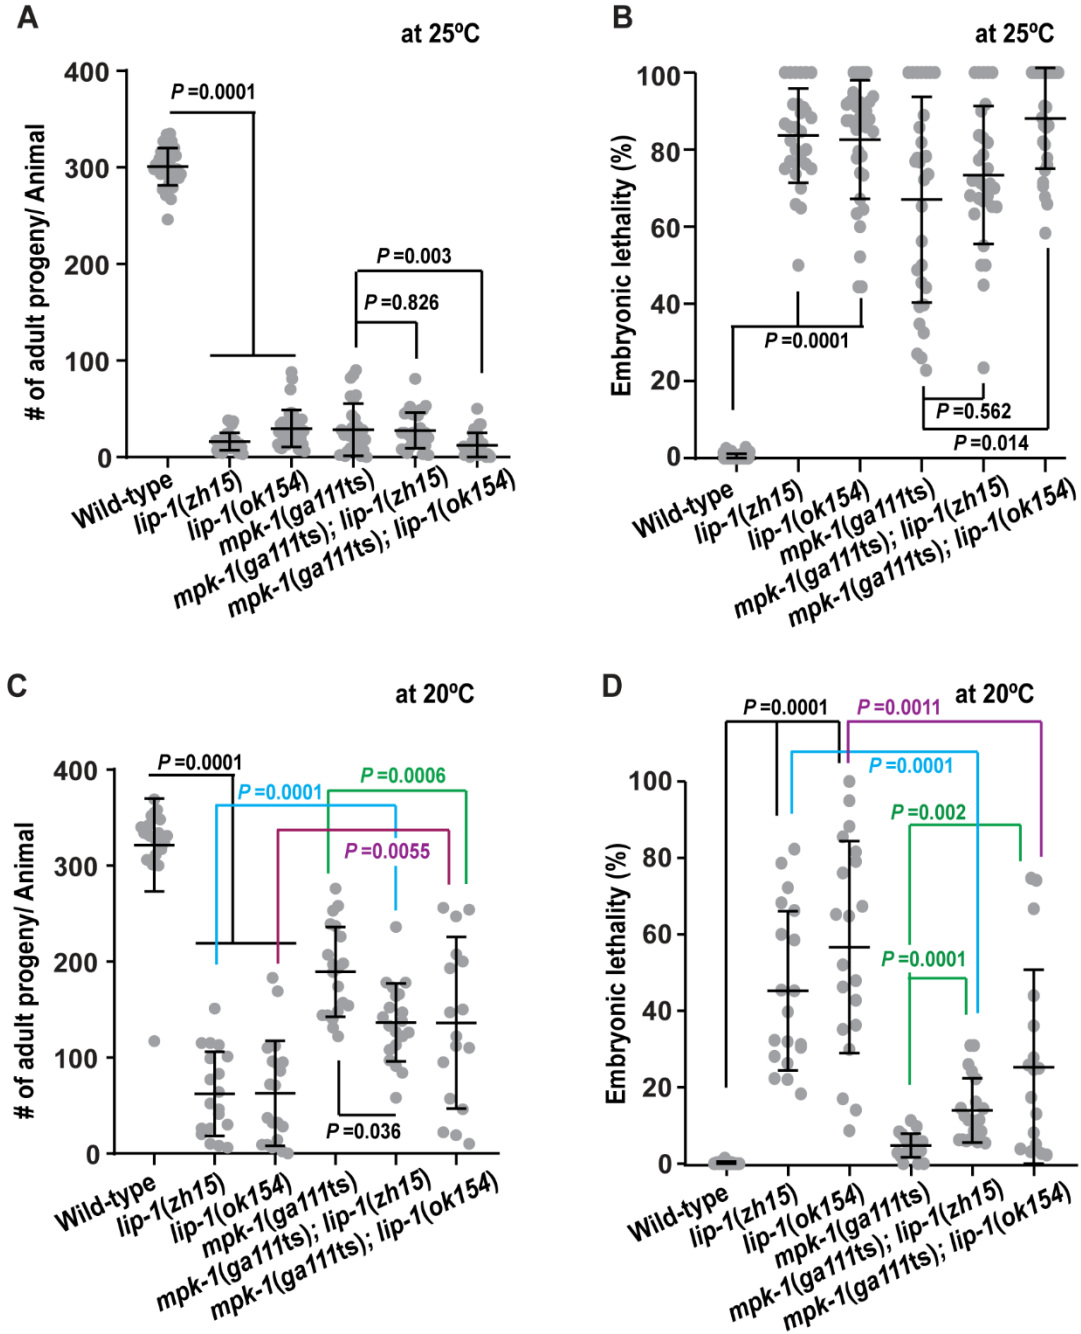 A
at 25ºC
# of adult progeny/ Animal
400
300
200
100
0
P =0.0001
P =0.003
P =0.826
Wild-type
lip-1(zh15)
lip-1(ok154)
mpk-1(ga111ts)
mpk-1(ga111ts); lip-1(zh15)
mpk-1(ga111ts); lip-1(ok154)
B
at 25ºC
Embryonic lethality (%)
100
80
60
40
20
0
P =0.0001
P =0.562
P =0.014
Wild-type
lip-1(zh15)
lip-1(ok154)
mpk-1(ga111ts)
mpk-1(ga111ts); lip-1(zh15)
mpk-1(ga111ts); lip-1(ok154)
C
at 20ºC
# of adult progeny/ Animal
400
300
200
100
0
P =0.0001
P =0.0001
P =0.0006
P =0.0055
P =0.036
Wild-type
lip-1(zh15)
lip-1(ok154)
mpk-1(ga111ts)
mpk-1(ga111ts); lip-1(zh15)
mpk-1(ga111ts); lip-1(ok154)
D
at 20ºC
Embryonic lethality (%)
100
80
60
40
20
0
P =0.0001
P =0.0011
P =0.0001
P =0.002
P =0.0001
Wild-type
lip-1(zh15)
lip-1(ok154)
mpk-1(ga111ts)
mpk-1(ga111ts); lip-1(zh15)
mpk-1(ga111ts); lip-1(ok154)